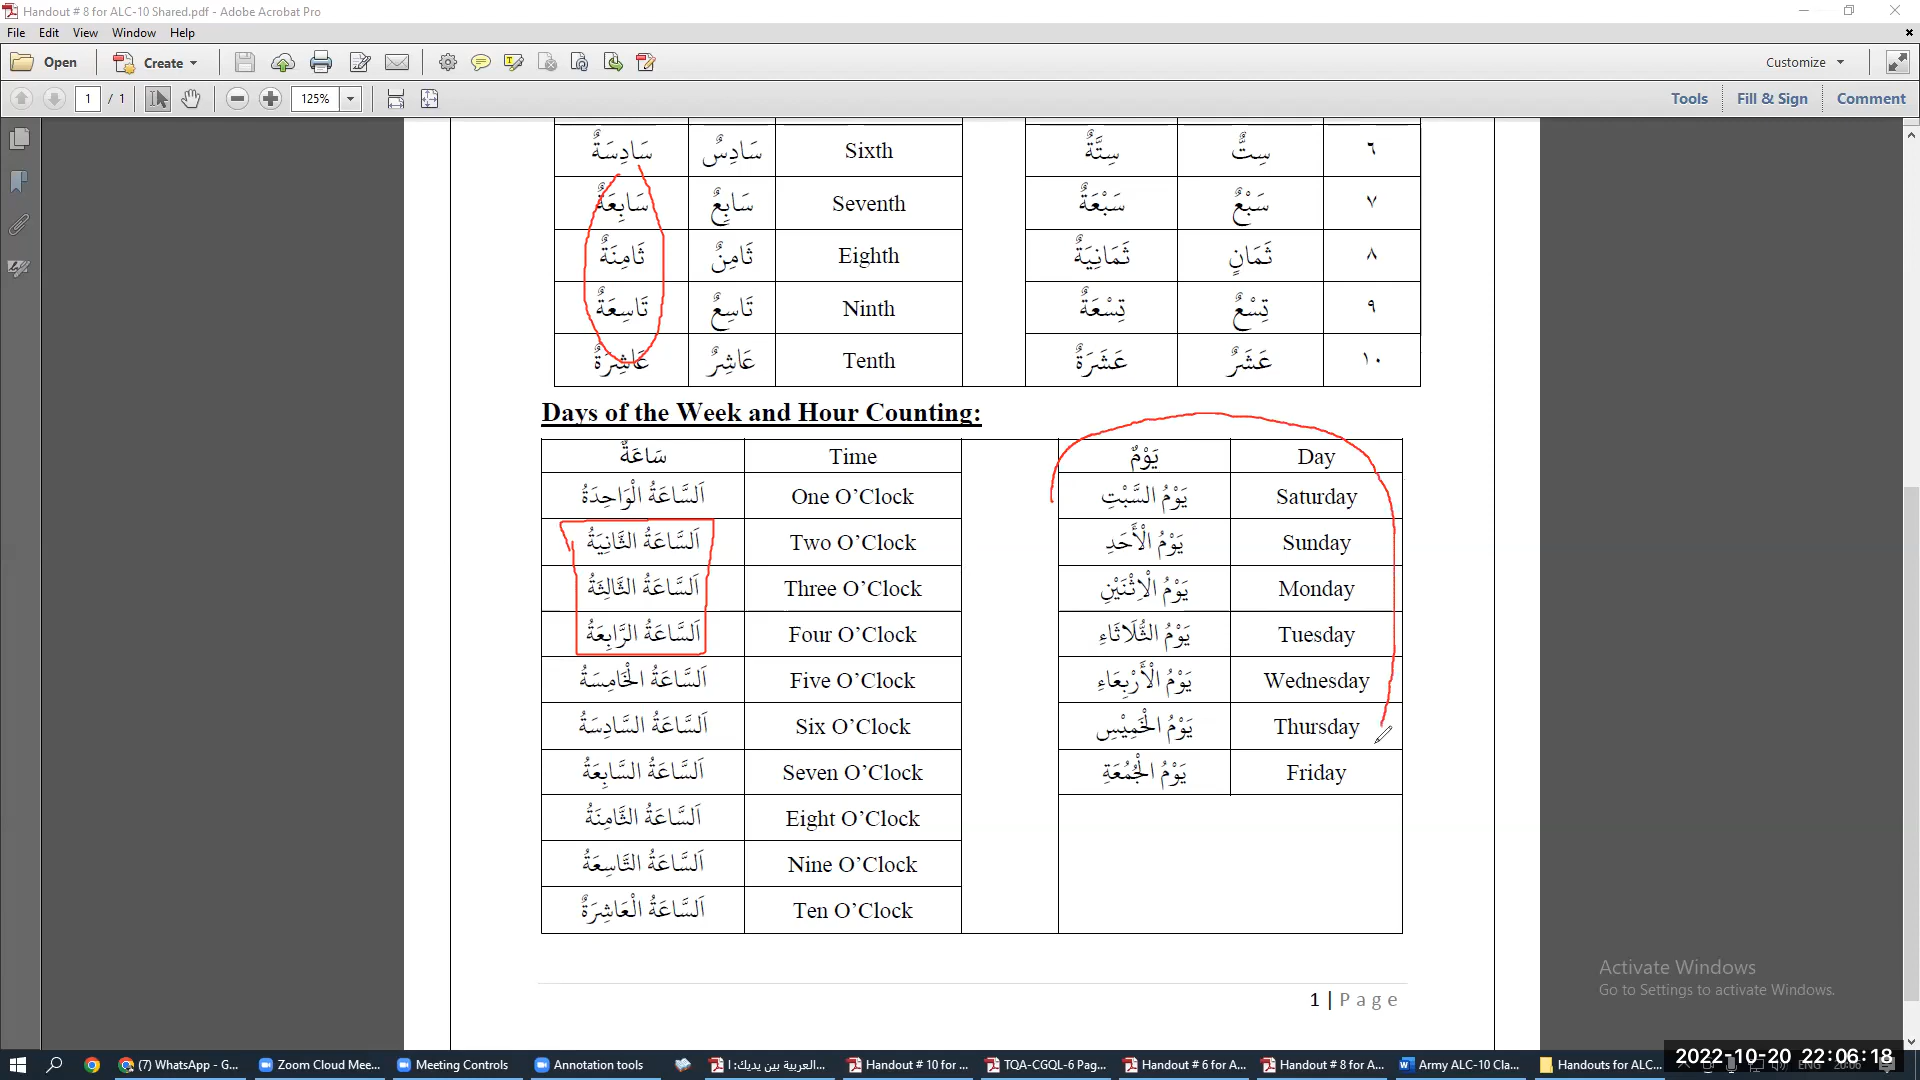 Handout # 8 for ALC-10 Shared.pdf - Adobe Acrobat Pro
File Edit View Window Help
Open Create Customize
1 / 1 125% Tools Fill & Sign Comment
سَادِسَةٌ سَادِسٌ Sixth سِتَّةٌ سِتٌّ ٦
سَابِعَةٌ سَابِعٌ Seventh سَبْعَةٌ سَبْعٌ ٧
ثَامِنَةٌ ثَامِنٌ Eighth ثَمَانِيَةٌ ثَمَانٍ ٨
تَاسِعَةٌ تَاسِعٌ Ninth تِسْعَةٌ تِسْعٌ ٩
عَاشِرَةٌ عَاشِرٌ Tenth عَشَرَةٌ عَشَرٌ ١٠
Days of the Week and Hour Counting:
سَاعَةٌ Time يَوْمٌ Day
اَلسَّاعَةُ الْوَاحِدَةُ One O’Clock يَوْمُ السَّبْتِ Saturday
اَلسَّاعَةُ الثَّانِيَةُ Two O’Clock يَوْمُ الْأَحَدِ Sunday
اَلسَّاعَةُ الثَّالِثَةُ Three O’Clock يَوْمُ الْاِثْنَيْنِ Monday
اَلسَّاعَةُ الرَّابِعَةُ Four O’Clock يَوْمُ الثُّلَاثَاءِ Tuesday
اَلسَّاعَةُ الْخَامِسَةُ Five O’Clock يَوْمُ الْأَرْبِعَاءِ Wednesday
اَلسَّاعَةُ السَّادِسَةُ Six O’Clock يَوْمُ الْخَمِيْسِ Thursday
اَلسَّاعَةُ السَّابِعَةُ Seven O’Clock يَوْمُ الْجُمُعَةِ Friday
اَلسَّاعَةُ الثَّامِنَةُ Eight O’Clock
اَلسَّاعَةُ التَّاسِعَةُ Nine O’Clock
اَلسَّاعَةُ الْعَاشِرَةٌ Ten O’Clock
Activate Windows
Go to Settings to activate Windows.
1 | Page
(7) WhatsApp - G... Zoom Cloud Mee... Meeting Controls Annotation tools العربية بين يديك: ا... Handout # 10 for ... TQA-CGQL-6 Pag... Handout # 6 for A... Handout # 8 for A... Army ALC-10 Cla... Handouts for ALC...
2022-10-20 22:06:18